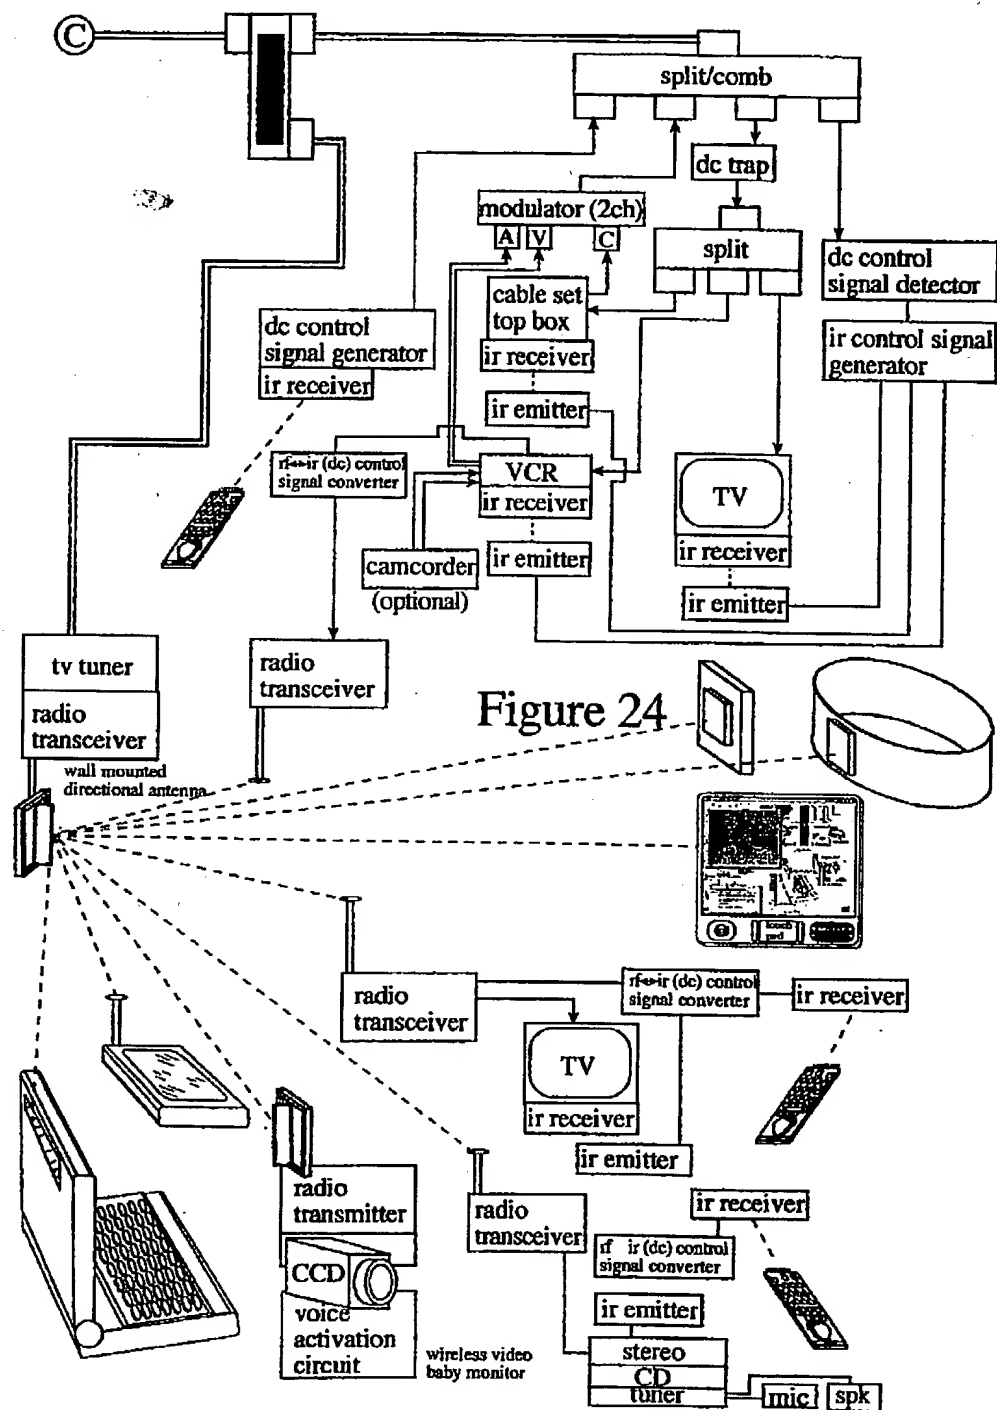 C
split/comb
dc trap
modulator (2ch)
A V C
split
dc control
signal detector
cable set
top box
ir receiver
dc control
signal generator
ir receiver
ir control signal
generator
ir emitter
rf↔ir (dc) control
signal converter
VCR
ir receiver
TV
ir receiver
ir emitter
camcorder
(optional)
ir emitter
tv tuner
radio
transceiver
radio
transceiver
Figure 24
wall mounted
directional antenna
touch
pad
radio
transceiver
rf↔ir (dc) control
signal converter
ir receiver
TV
ir receiver
ir emitter
radio
transmitter
CCD
voice
activation
circuit
wireless video
baby monitor
radio
transceiver
ir receiver
rf ir (dc) control
signal converter
ir emitter
stereo
CD
tuner
mic
spk